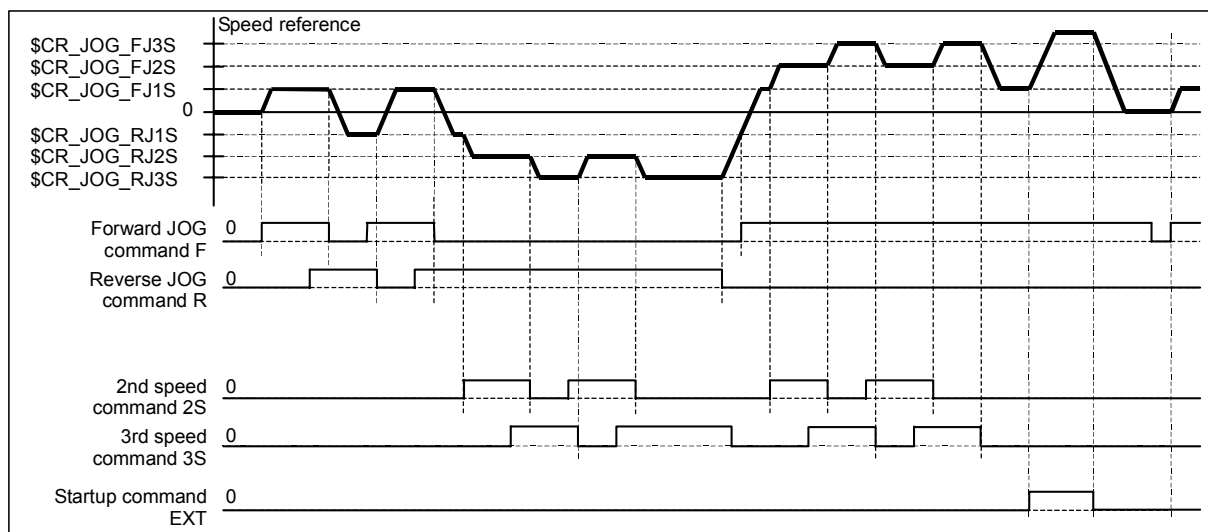 Speed reference
$CR_JOG_FJ3S
$CR_JOG_FJ2S
$CR_JOG_FJ1S
0
$CR_JOG_RJ1S
$CR_JOG_RJ2S
$CR_JOG_RJ3S
Forward JOG 0
command F
Reverse JOG 0
command R
2nd speed 0
command 2S
3rd speed 0
command 3S
Startup command 0
EXT